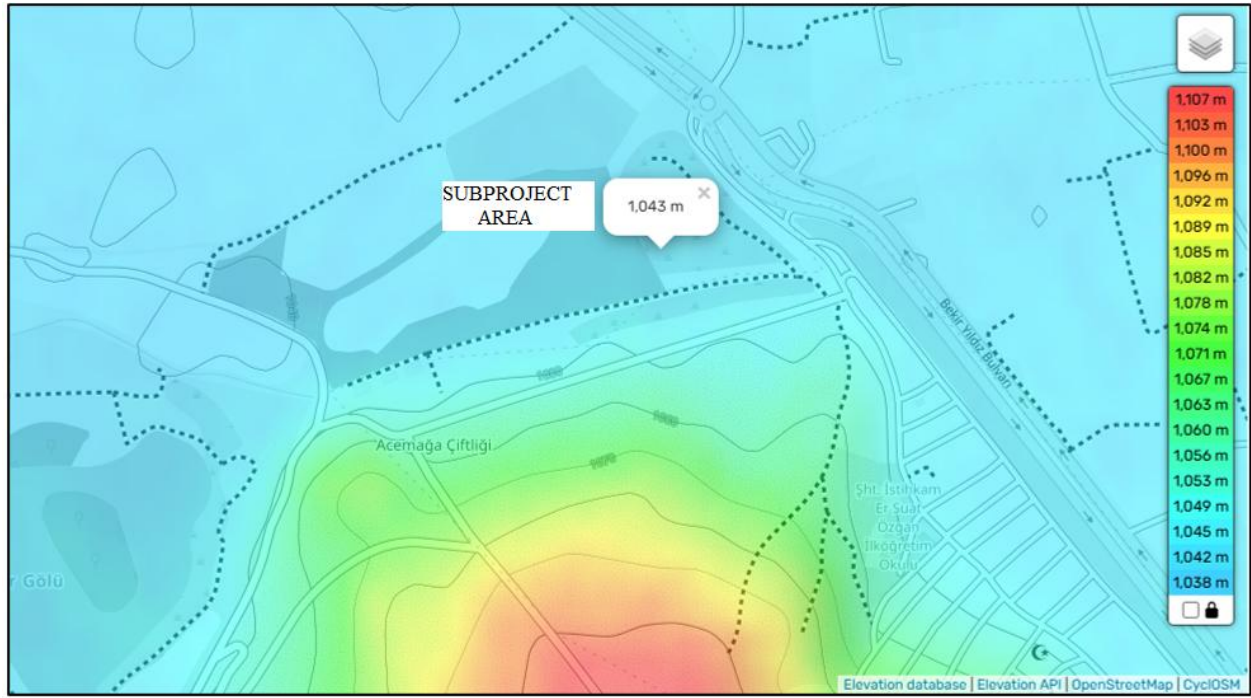 SUBPROJECT
AREA
1,043 m
×
1,107 m
1,103 m
1,100 m
1,096 m
1,092 m
1,089 m
1,085 m
1,082 m
1,078 m
1,074 m
1,071 m
1,067 m
1,063 m
1,060 m
1,056 m
1,053 m
1,049 m
1,045 m
1,042 m
1,038 m
Bekir Yıldız Bulvarı
Acemağa Çiftliği
1070
Şht. İstihkam
Er Suat
Özgan
İlköğretim
Okulu
Gölü
Elevation database | Elevation API | OpenStreetMap | CyclOSM